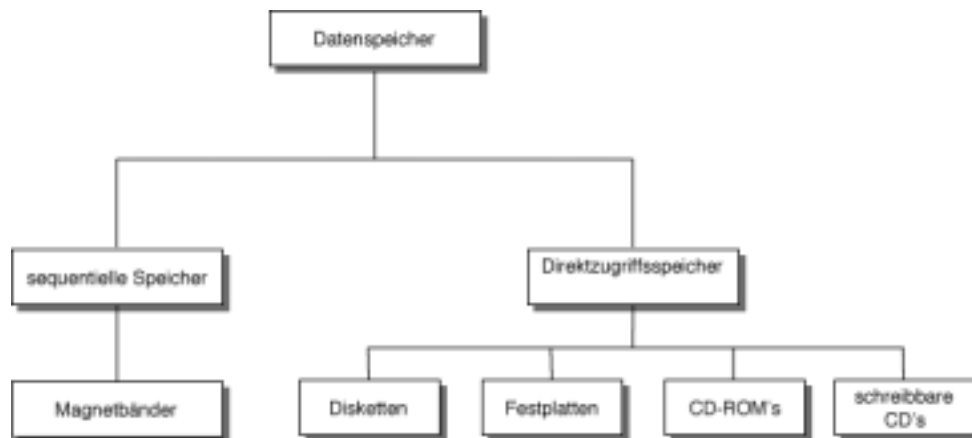 Datenspeicher
sequentielle Speicher
Direktzugriffsspeicher
Magnetbänder
Disketten
Festplatten
CD-ROM's
schreibbare
CD's